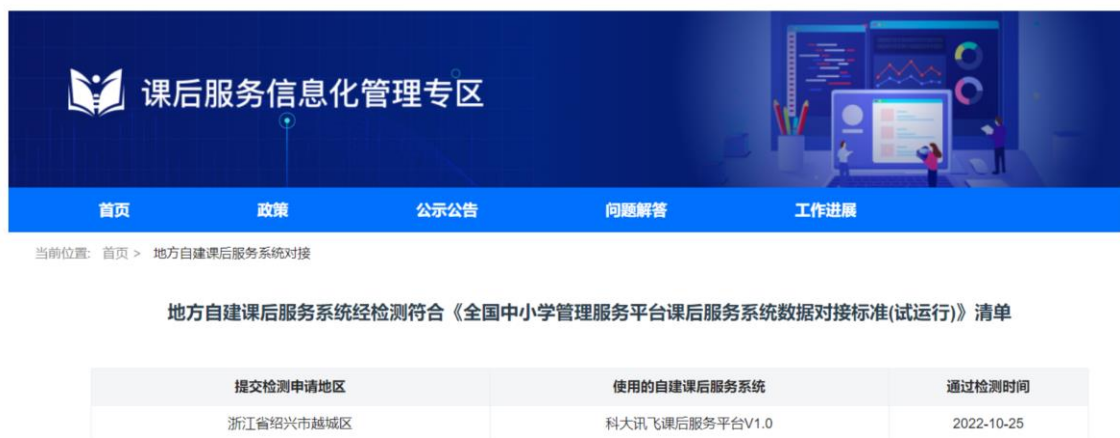 课后服务信息化管理专区
首页 政策 公示公告 问题解答 工作进展
当前位置: 首页 > 地方自建课后服务系统对接
地方自建课后服务系统经检测符合《全国中小学管理服务平台课后服务系统数据对接标准(试运行)》清单
提交检测申请地区 使用的自建课后服务系统 通过检测时间
浙江省绍兴市越城区 科大讯飞课后服务平台V1.0 2022-10-25